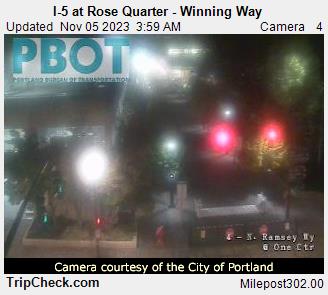 I-5 at Rose Quarter - Winning Way
Updated Nov 05 2023 3:59 AM Camera 4
PBOT
PORTLAND BUREAU OF TRANSPORTATION
4 - N. Ramsey Wy
@ One Ctr
Camera courtesy of the City of Portland
TripCheck.com Milepost302.00